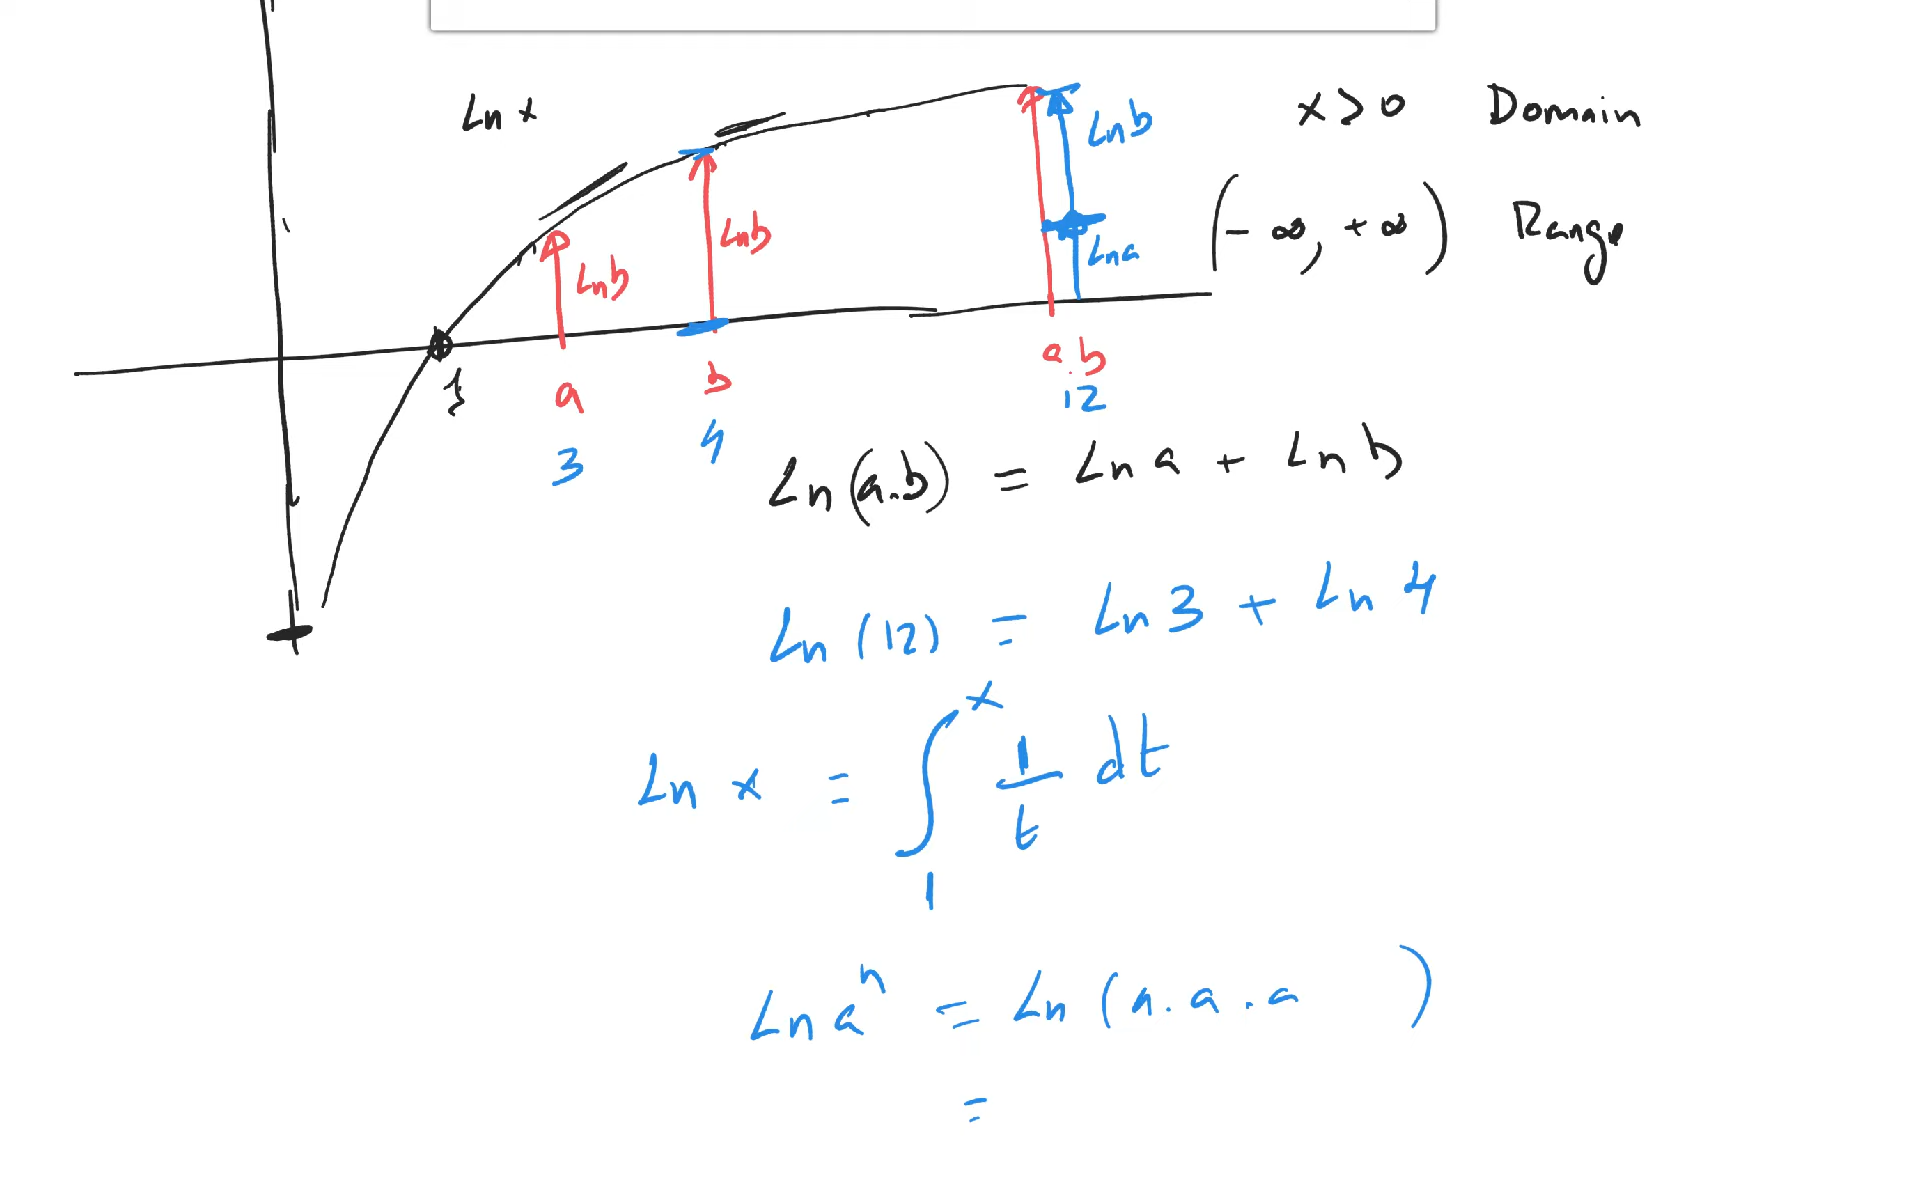 Ln x
x > 0 Domain
(- ∞, + ∞) Range
Ln b
Ln a
Ln b
Ln b
1
a
b
a.b
3
4
12
Ln (a.b) = Ln a + Ln b
Ln (12) = Ln 3 + Ln 4
Ln x = ∫₁ˣ 1/t dt
Ln aⁿ = Ln (a . a . a )
=